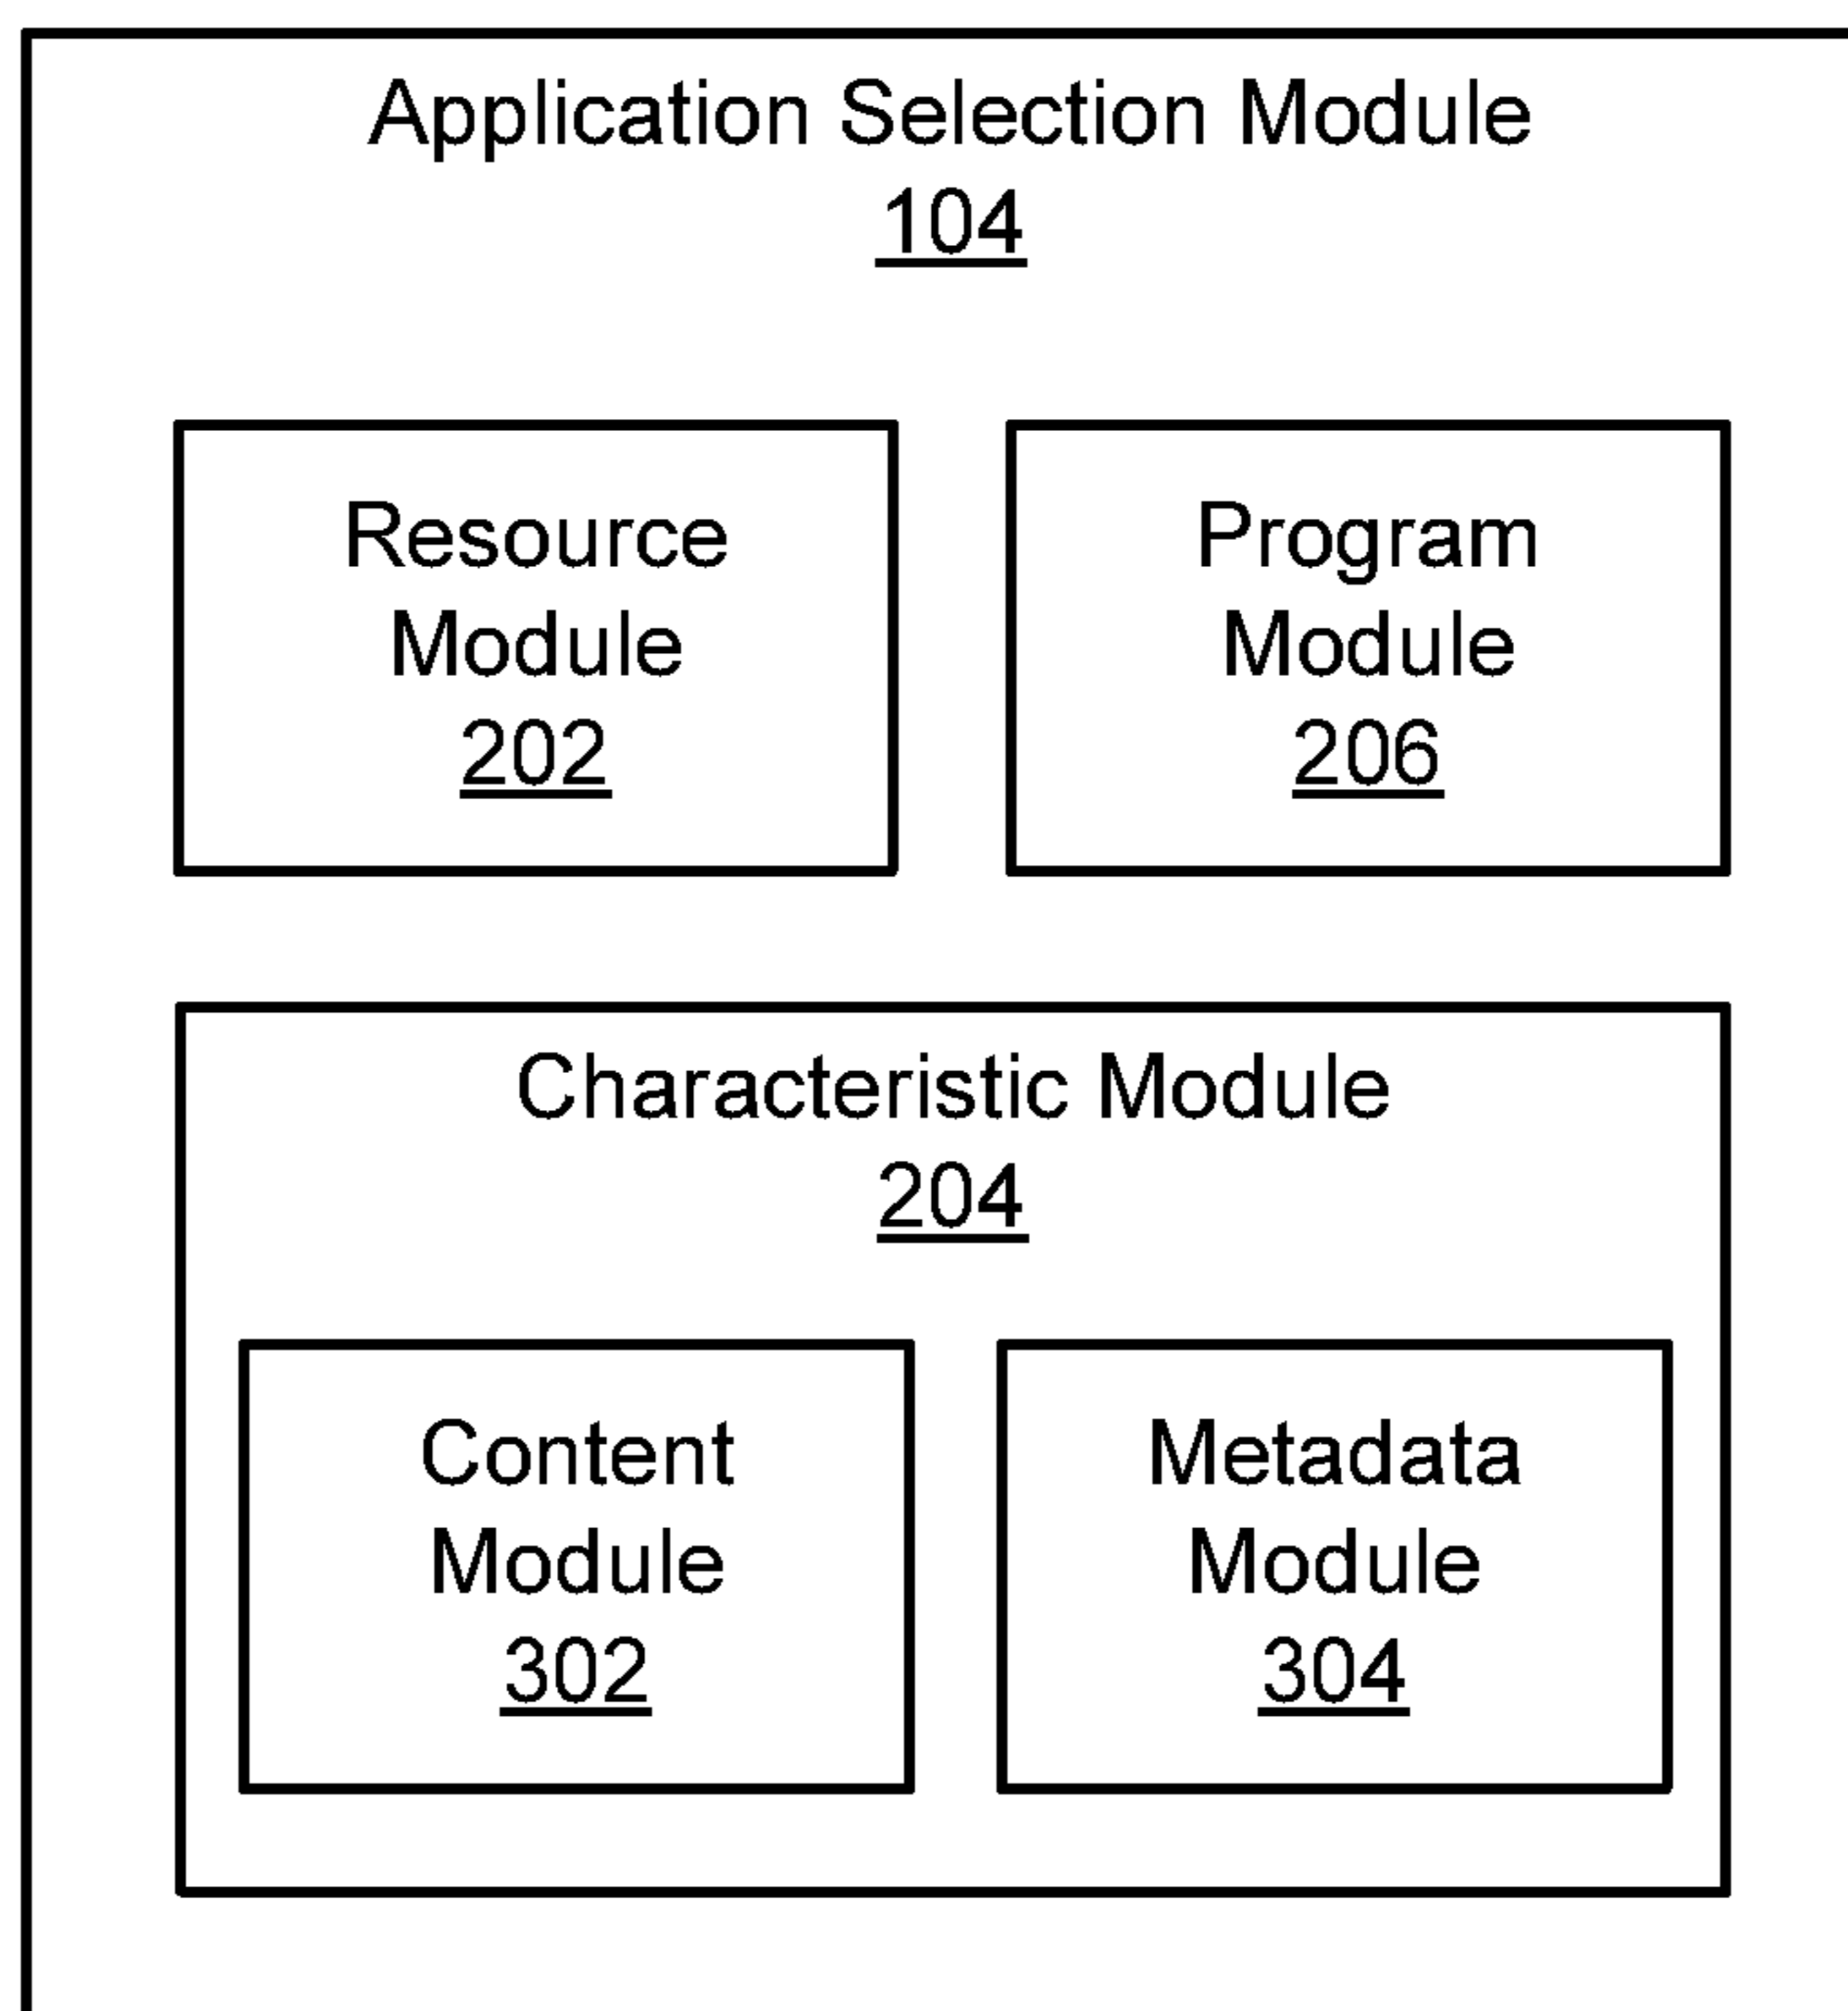 Application Selection Module
104
Resource
Module
202
Program
Module
206
Characteristic Module
204
Content
Module
302
Metadata
Module
304